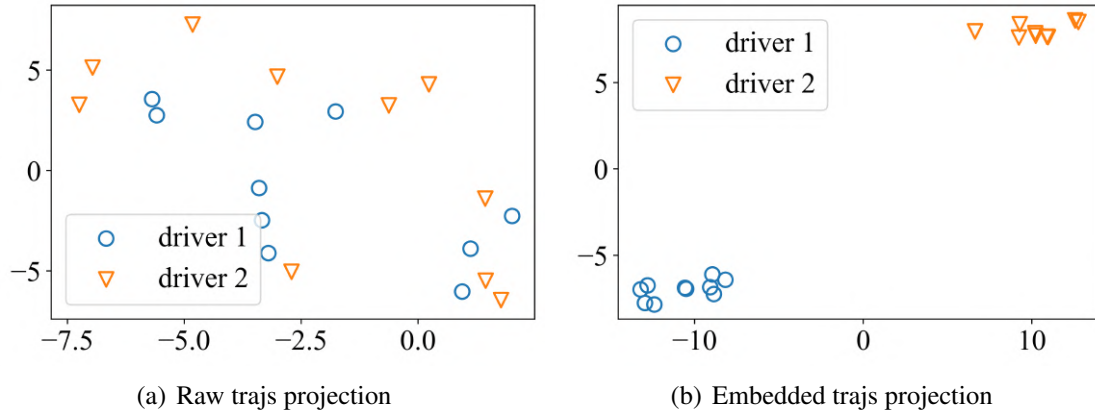 5
0
−5
driver 1
driver 2
−7.5 −5.0 −2.5 0.0
(a) Raw trajs projection
driver 1
driver 2
5
0
−5
−10 0 10
(b) Embedded trajs projection